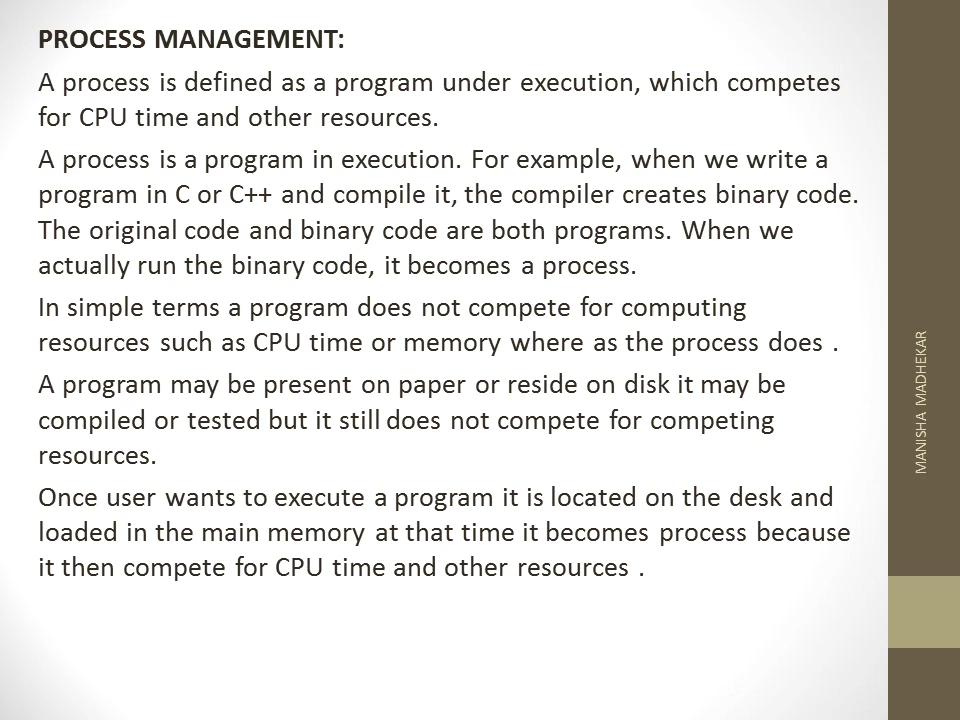 PROCESS MANAGEMENT:
A process is defined as a program under execution, which competes
for CPU time and other resources.
A process is a program in execution. For example, when we write a
program in C or C++ and compile it, the compiler creates binary code.
The original code and binary code are both programs. When we
actually run the binary code, it becomes a process.
In simple terms a program does not compete for computing
resources such as CPU time or memory where as the process does .
A program may be present on paper or reside on disk it may be
compiled or tested but it still does not compete for competing
resources.
Once user wants to execute a program it is located on the desk and
loaded in the main memory at that time it becomes process because
it then compete for CPU time and other resources .
MANISHA MADHEKAR